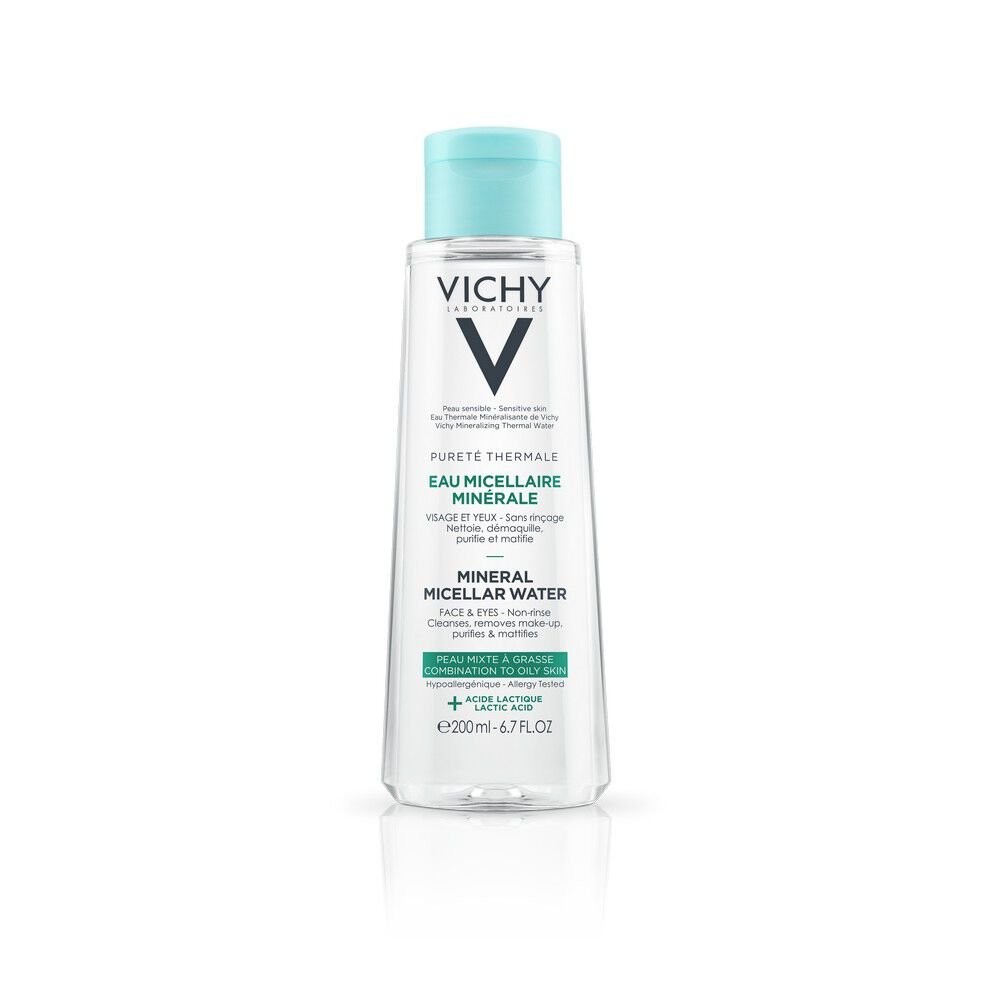 VICHY
LABORATOIRES
V
Peau sensible - Sensitive skin
Eau Thermale Minéralisante de Vichy
Vichy Mineralizing Thermal Water
PURETÉ THERMALE
EAU MICELLAIRE
MINÉRALE
VISAGE ET YEUX - Sans rinçage
Nettoie, démaquille,
purifie et matifie
MINERAL
MICELLAR WATER
FACE & EYES - Non-rinse
Cleanses, removes make-up,
purifies & mattifies
PEAU MIXTE À GRASSE
COMBINATION TO OILY SKIN
Hypoallergénique - Allergy Tested
+ ACIDE LACTIQUE
LACTIC ACID
℮200 ml - 6.7 FL.OZ